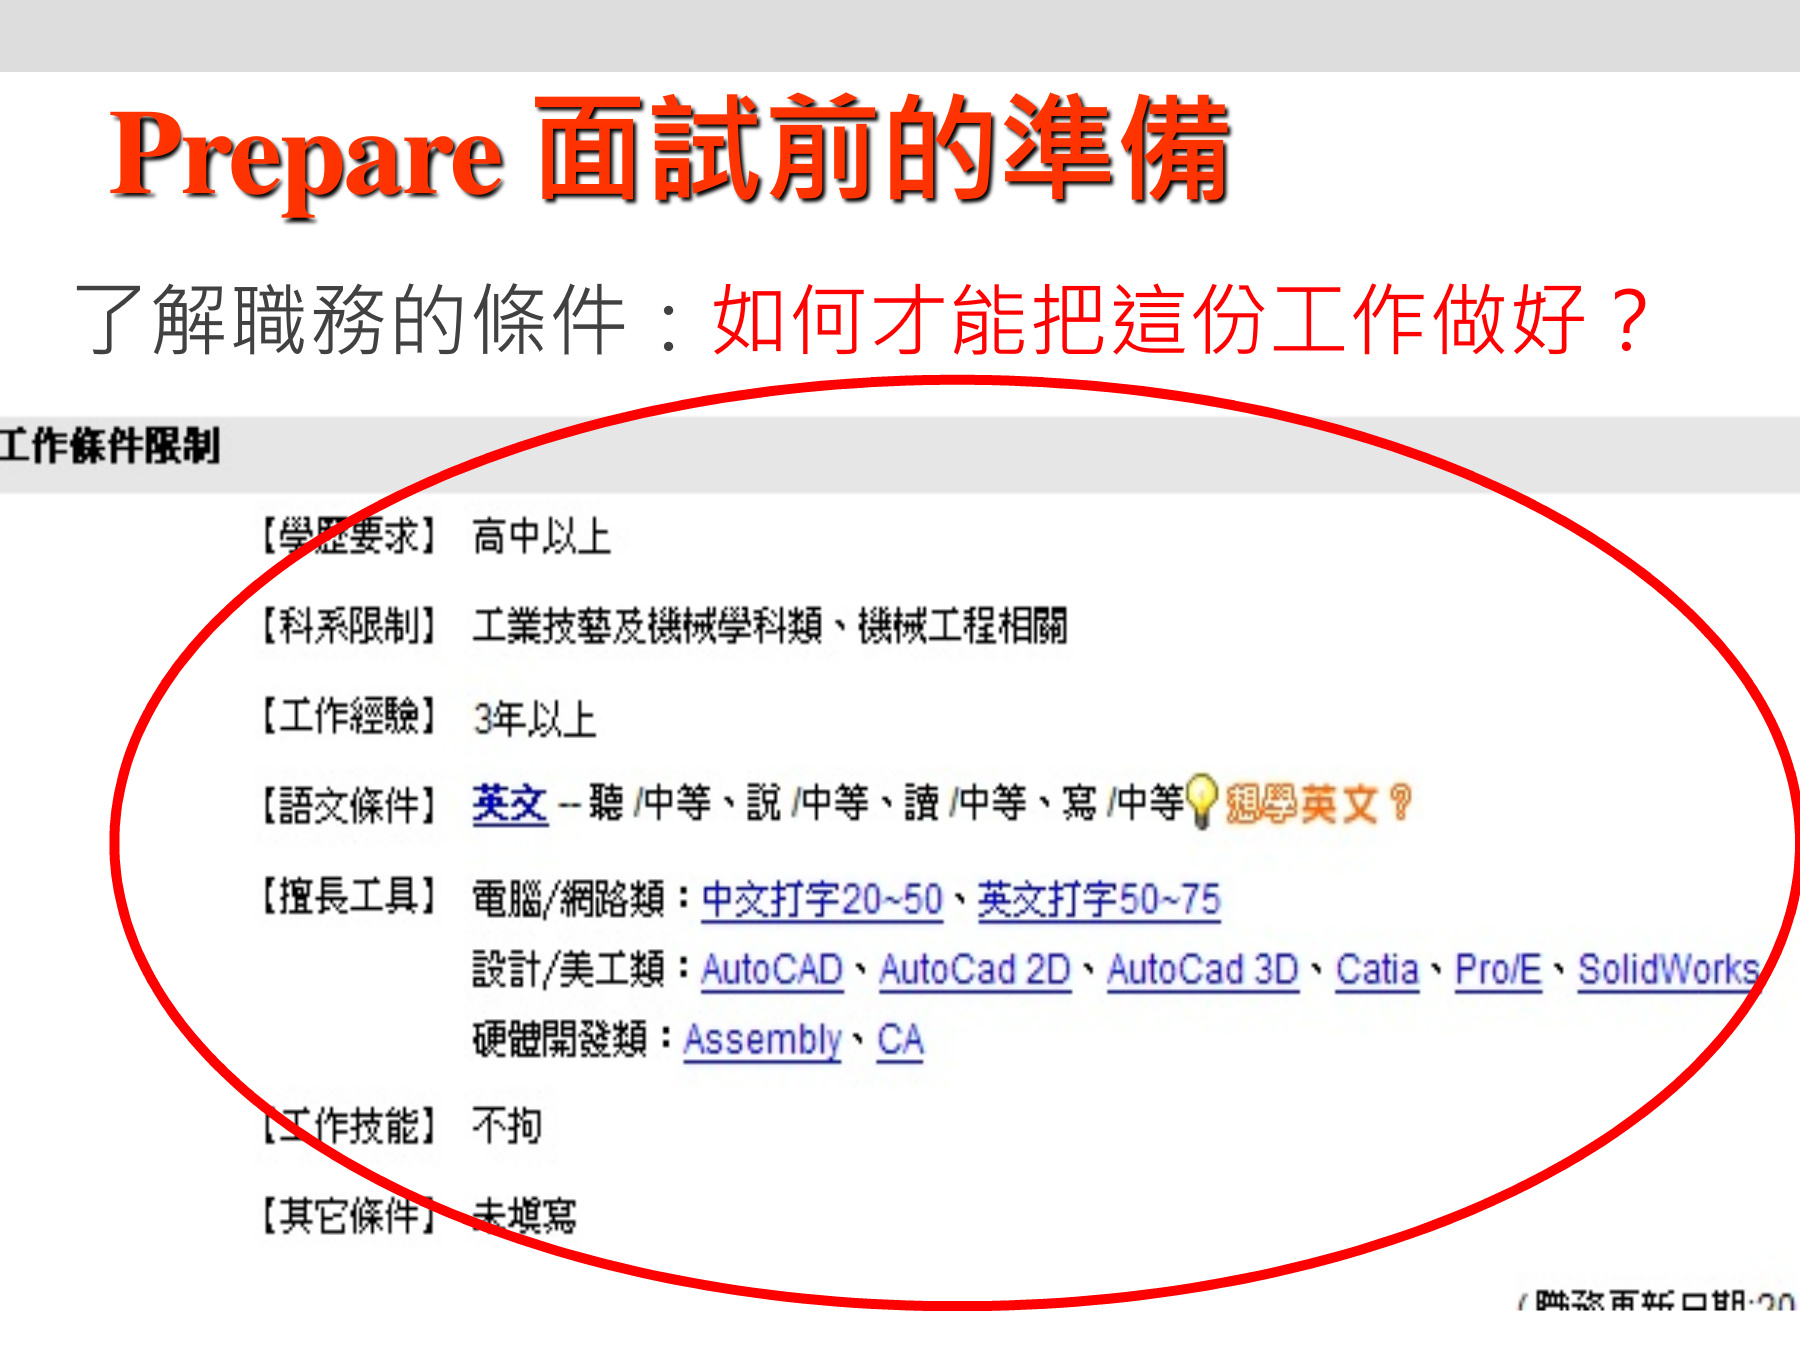 Prepare 面試前的準備
了解職務的條件：如何才能把這份工作做好？
工作條件限制
【學歷要求】 高中以上
【科系限制】 工業技藝及機械學科類、機械工程相關
【工作經驗】 3年以上
【語文條件】 英文 -- 聽 /中等、說 /中等、讀 /中等、寫 /中等 想學英文？
【擅長工具】 電腦/網路類：中文打字20~50、英文打字50~75
設計/美工類：AutoCAD、AutoCad 2D、AutoCad 3D、Catia、Pro/E、SolidWorks
硬體開發類：Assembly、CA
【工作技能】 不拘
【其它條件】 未填寫
(職務更新日期:20